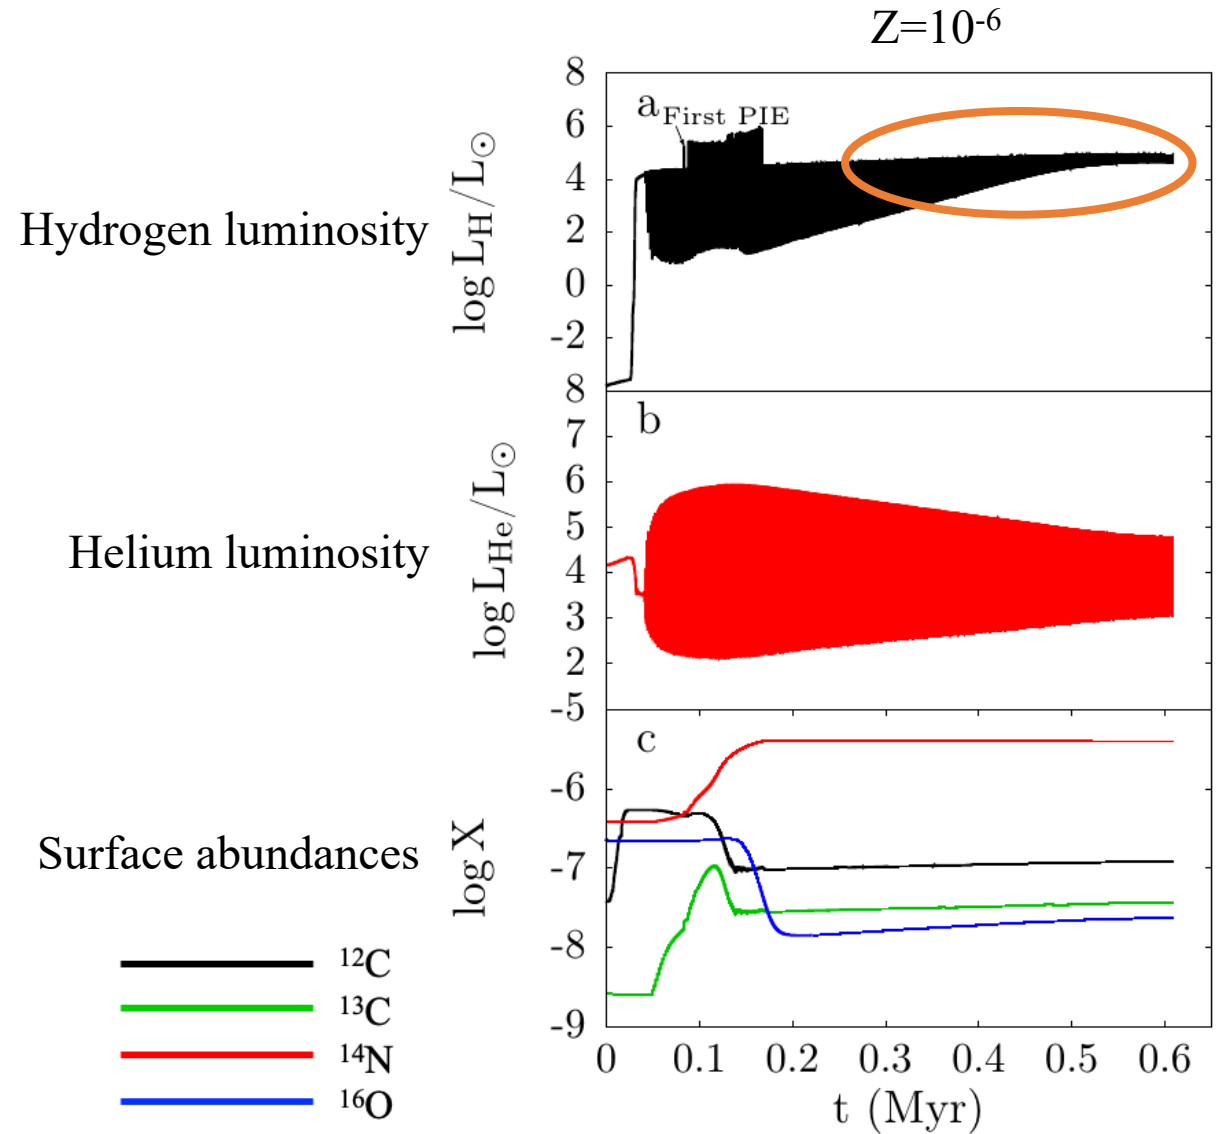 Z=10⁻⁶
Hydrogen luminosity
log L_H/L_⊙
8
6
4
2
0
-2
a
First PIE
Helium luminosity
log L_He/L_⊙
8
7
6
5
4
3
2
b
Surface abundances
log X
-5
-6
-7
-8
-9
c
¹²C
¹³C
¹⁴N
¹⁶O
0 0.1 0.2 0.3 0.4 0.5 0.6
t (Myr)